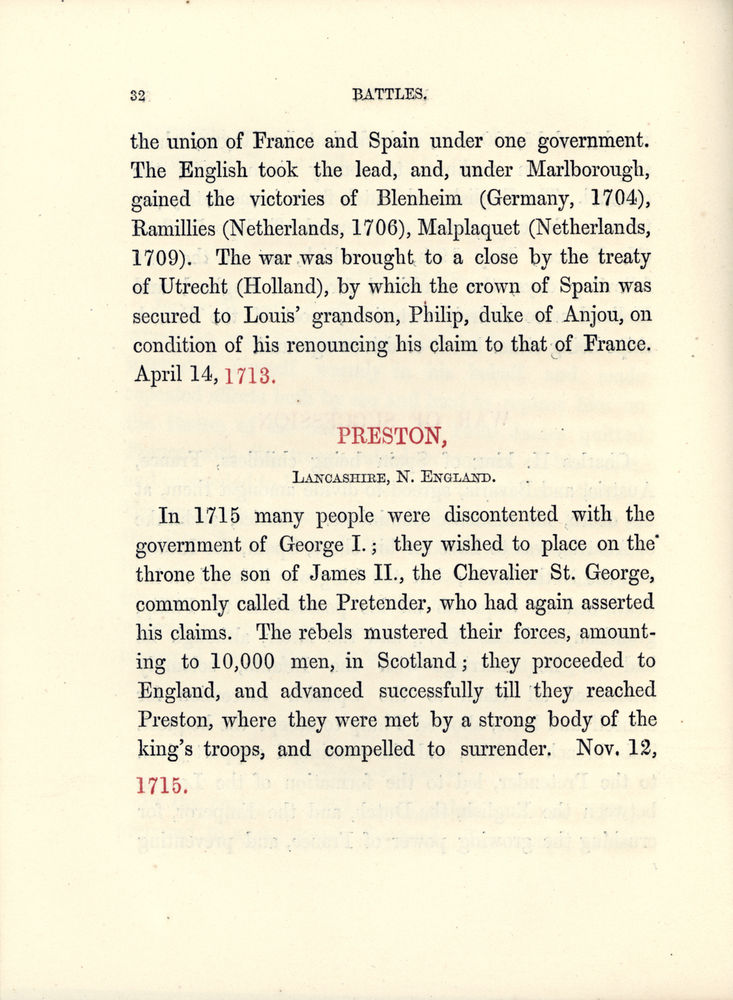 32 BATTLES.
the union of France and Spain under one government.
The English took the lead, and, under Marlborough,
gained the victories of Blenheim (Germany, 1704),
Ramillies (Netherlands, 1706), Malplaquet (Netherlands,
1709). The war was brought to a close by the treaty
of Utrecht (Holland), by which the crown of Spain was
secured to Louis’ grandson, Philip, duke of Anjou, on
condition of his renouncing his claim to that of France.
April 14, 1713.
PRESTON,
LANCASHIRE, N. ENGLAND.
In 1715 many people were discontented with the
government of George I.; they wished to place on the
throne the son of James II., the Chevalier St. George,
commonly called the Pretender, who had again asserted
his claims. The rebels mustered their forces, amount-
ing to 10,000 men, in Scotland; they proceeded to
England, and advanced successfully till they reached
Preston, where they were met by a strong body of the
king’s troops, and compelled to surrender. Nov. 12,
1715.